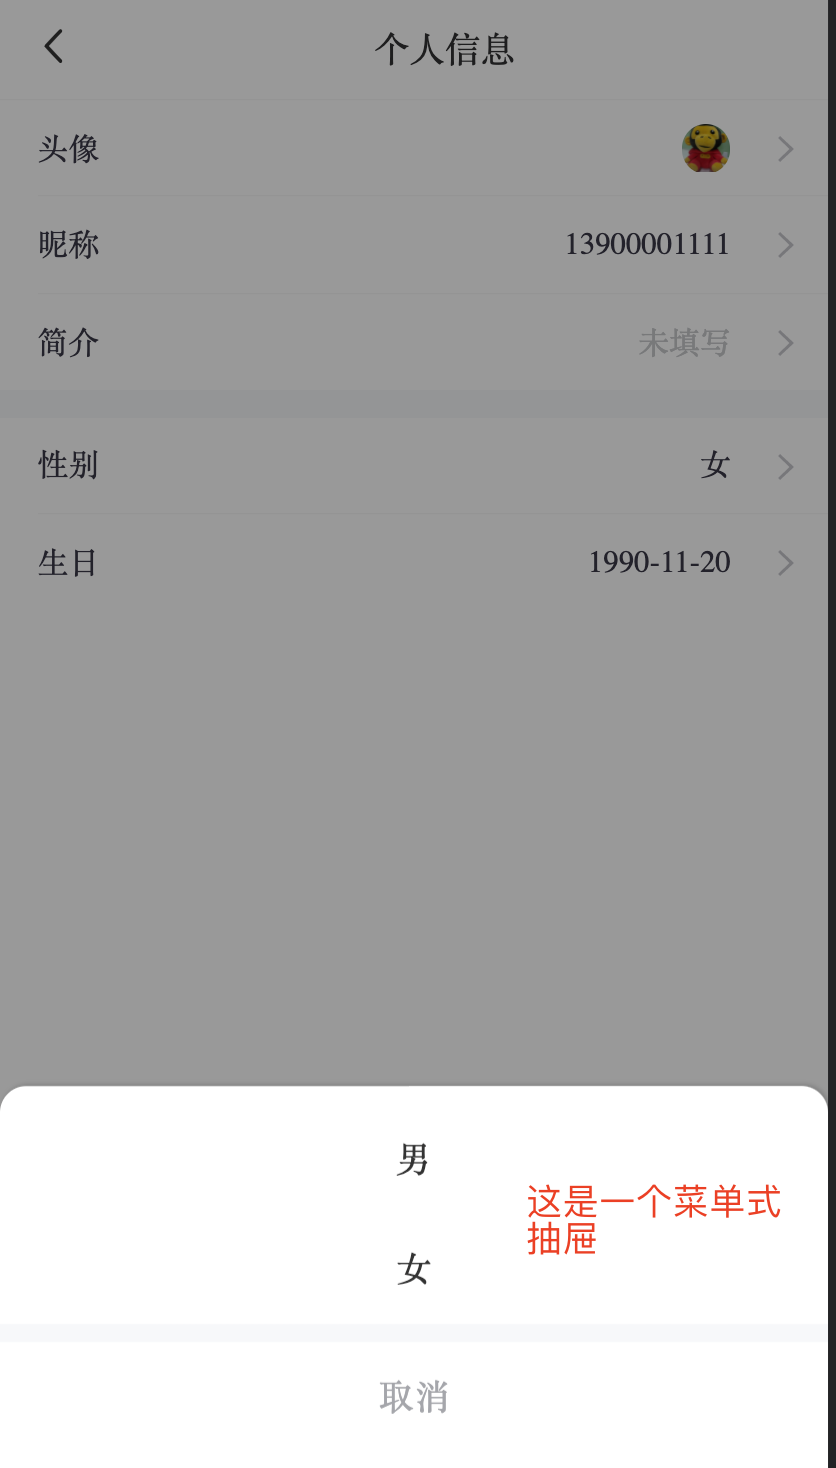 个人信息
头像
昵称 13900001111
简介 未填写
性别 女
生日 1990-11-20
男
这是一个菜单式
抽屉
女
取消